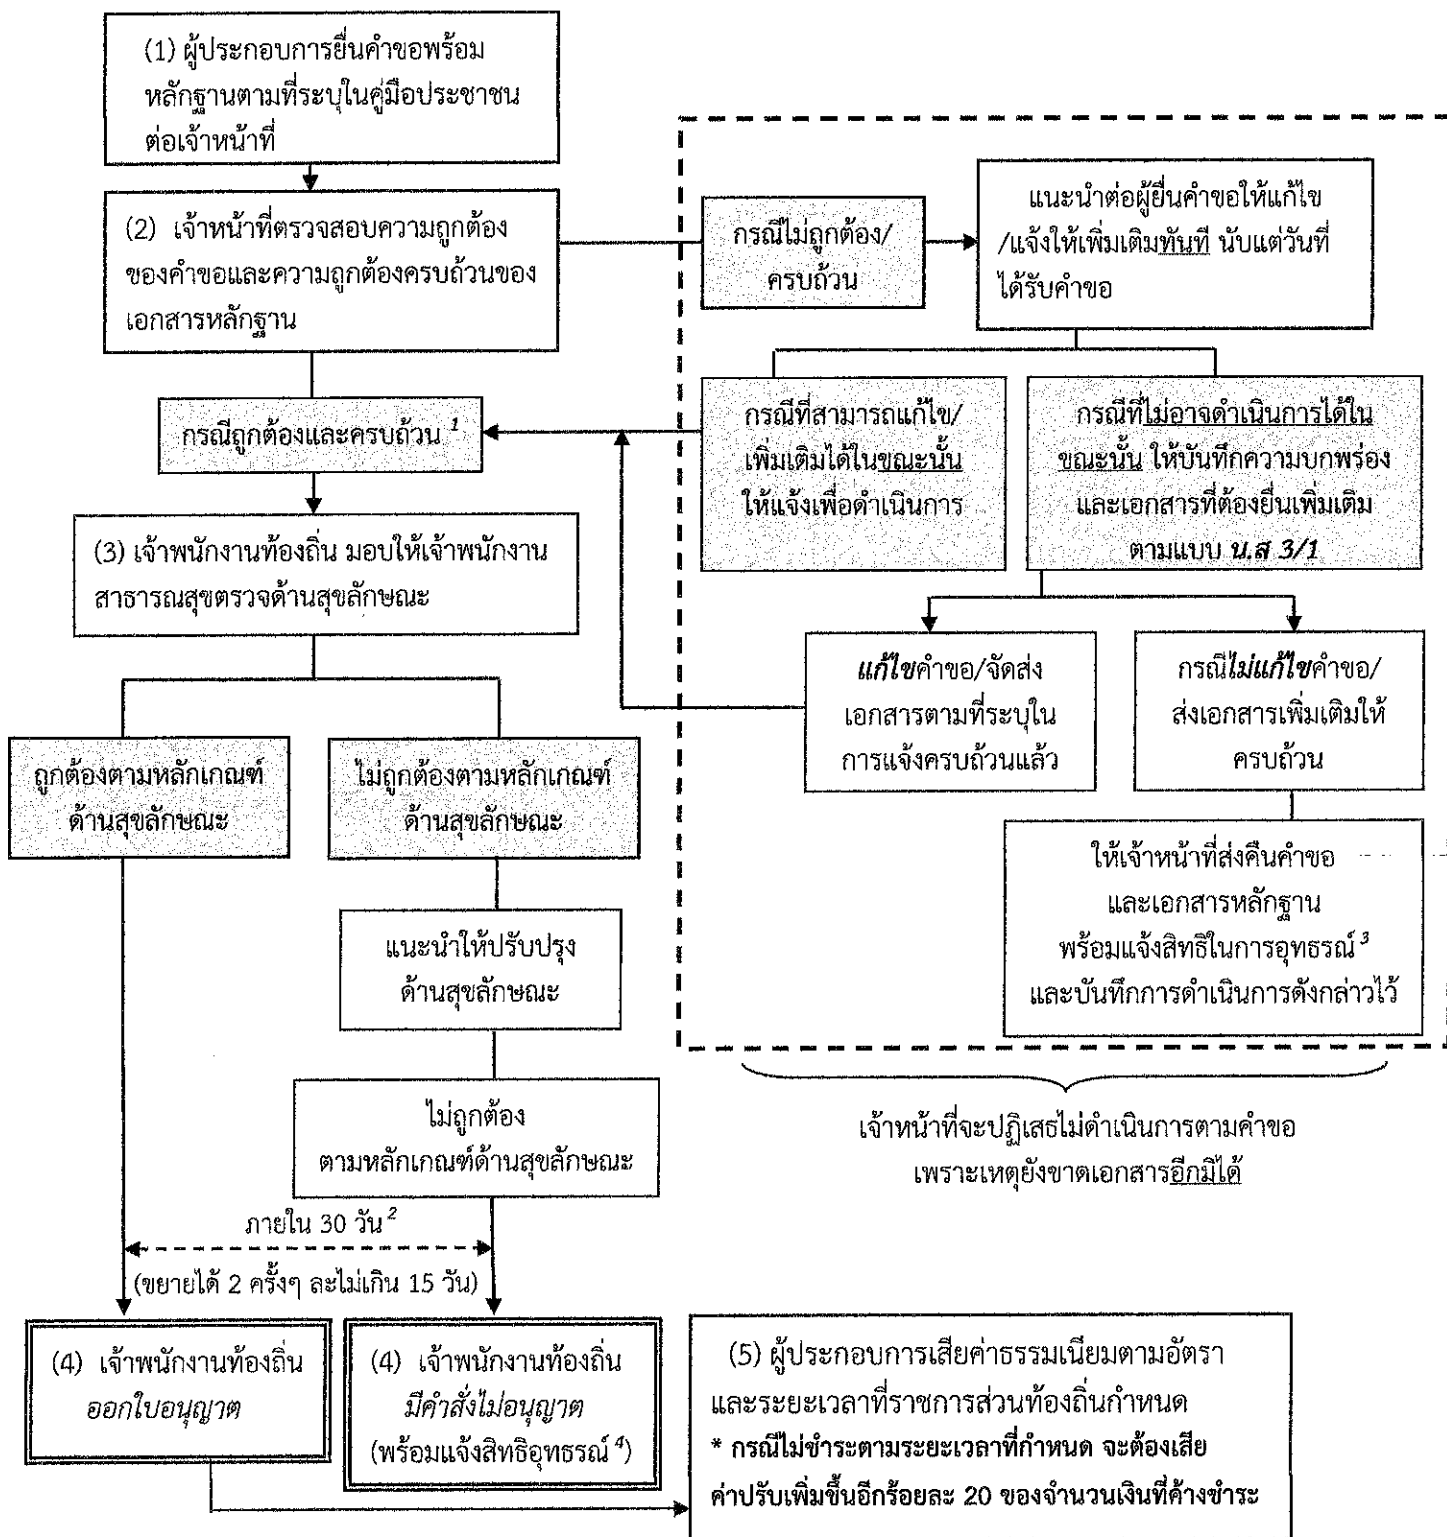 (1) ผู้ประกอบการยื่นคำขอพร้อม
หลักฐานตามที่ระบุในคู่มือประชาชน
ต่อเจ้าหน้าที่
(2) เจ้าหน้าที่ตรวจสอบความถูกต้อง
ของคำขอและความถูกต้องครบถ้วนของ
เอกสารหลักฐาน
กรณีไม่ถูกต้อง/
ครบถ้วน
แนะนำต่อผู้ยื่นคำขอให้แก้ไข
/แจ้งให้เพิ่มเติมทันที นับแต่วันที่
ได้รับคำขอ
กรณีถูกต้องและครบถ้วน 1
กรณีที่สามารถแก้ไข/
เพิ่มเติมได้ในขณะนั้น
ให้แจ้งเพื่อดำเนินการ
กรณีที่ไม่อาจดำเนินการได้ใน
ขณะนั้น ให้บันทึกความบกพร่อง
และเอกสารที่ต้องยื่นเพิ่มเติม
ตามแบบ น.ส 3/1
(3) เจ้าพนักงานท้องถิ่น มอบให้เจ้าพนักงาน
สาธารณสุขตรวจด้านสุขลักษณะ
แก้ไขคำขอ/จัดส่ง
เอกสารตามที่ระบุใน
การแจ้งครบถ้วนแล้ว
กรณีไม่แก้ไขคำขอ/
ส่งเอกสารเพิ่มเติมให้
ครบถ้วน
ถูกต้องตามหลักเกณฑ์
ด้านสุขลักษณะ
ไม่ถูกต้องตามหลักเกณฑ์
ด้านสุขลักษณะ
ให้เจ้าหน้าที่ส่งคืนคำขอ
และเอกสารหลักฐาน
พร้อมแจ้งสิทธิในการอุทธรณ์ 3
และบันทึกการดำเนินการดังกล่าวไว้
แนะนำให้ปรับปรุง
ด้านสุขลักษณะ
ไม่ถูกต้อง
ตามหลักเกณฑ์ด้านสุขลักษณะ
เจ้าหน้าที่จะปฏิเสธไม่ดำเนินการตามคำขอ
เพราะเหตุยังขาดเอกสารอีกมิได้
ภายใน 30 วัน 2
(ขยายได้ 2 ครั้งๆ ละไม่เกิน 15 วัน)
(4) เจ้าพนักงานท้องถิ่น
ออกใบอนุญาต
(4) เจ้าพนักงานท้องถิ่น
มีคำสั่งไม่อนุญาต
(พร้อมแจ้งสิทธิอุทธรณ์ 4)
(5) ผู้ประกอบการเสียค่าธรรมเนียมตามอัตรา
และระยะเวลาที่ราชการส่วนท้องถิ่นกำหนด
* กรณีไม่ชำระตามระยะเวลาที่กำหนด จะต้องเสีย
ค่าปรับเพิ่มขึ้นอีกร้อยละ 20 ของจำนวนเงินที่ค้างชำระ